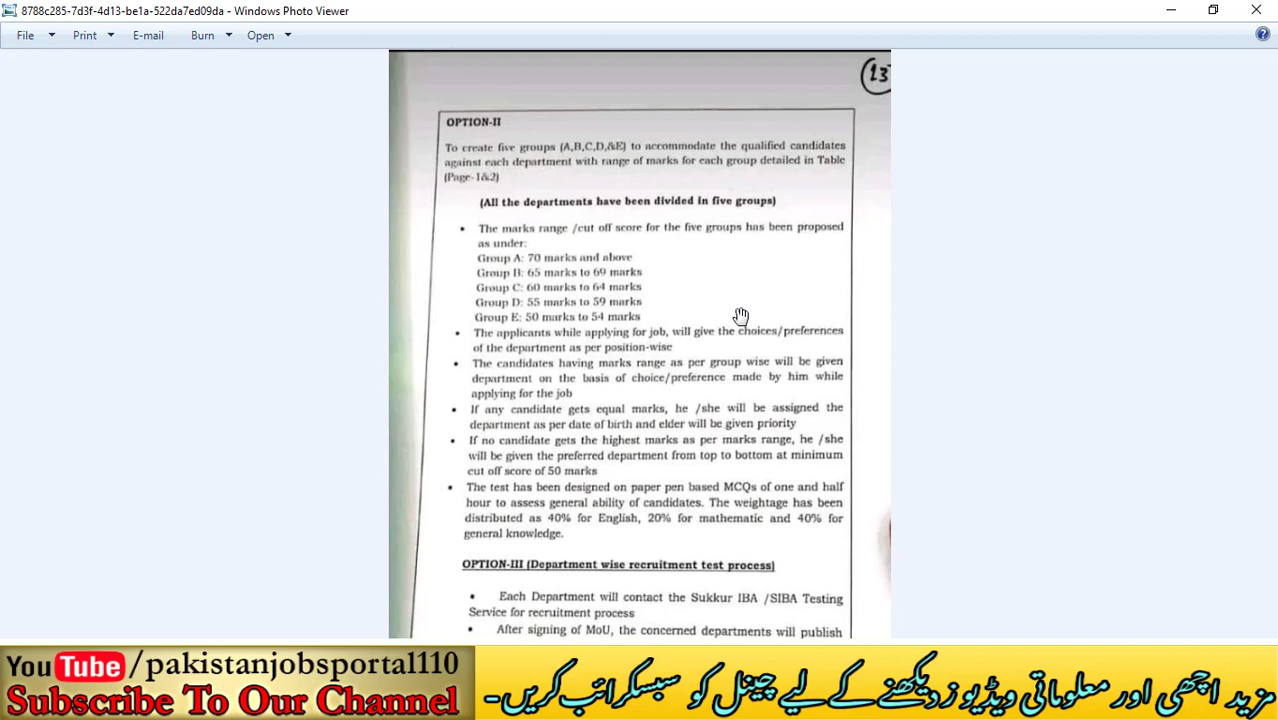 8788c285-7d3f-4d13-be1a-522da7ed09da - Windows Photo Viewer
File Print E-mail Burn Open
23
OPTION-II
To create five groups (A,B,C,D,&E) to accommodate the qualified candidates
against each department with range of marks for each group detailed in Table
(Page-1&2)
(All the departments have been divided in five groups)
• The marks range /cut off score for the five groups has been proposed
as under:
Group A: 70 marks and above
Group B: 65 marks to 69 marks
Group C: 60 marks to 64 marks
Group D: 55 marks to 59 marks
Group E: 50 marks to 54 marks
• The applicants while applying for job, will give the choices/preferences
of the department as per position-wise
• The candidates having marks range as per group wise will be given
department on the basis of choice/preference made by him while
applying for the job
• If any candidate gets equal marks, he /she will be assigned the
department as per date of birth and elder will be given priority
• If no candidate gets the highest marks as per marks range, he /she
will be given the preferred department from top to bottom at minimum
cut off score of 50 marks
• The test has been designed on paper pen based MCQs of one and half
hour to assess general ability of candidates. The weightage has been
distributed as 40% for English, 20% for mathematic and 40% for
general knowledge.
OPTION-III (Department wise recruitment test process)
• Each Department will contact the Sukkur IBA /SIBA Testing
Service for recruitment process
• After signing of MoU, the concerned departments will publish
YouTube/pakistanjobsportal110
Subscribe To Our Channel
مزید اچھی اور معلوماتی ویڈیوز دیکھنے کے لیے چینل کو سبسکرائب کریں۔